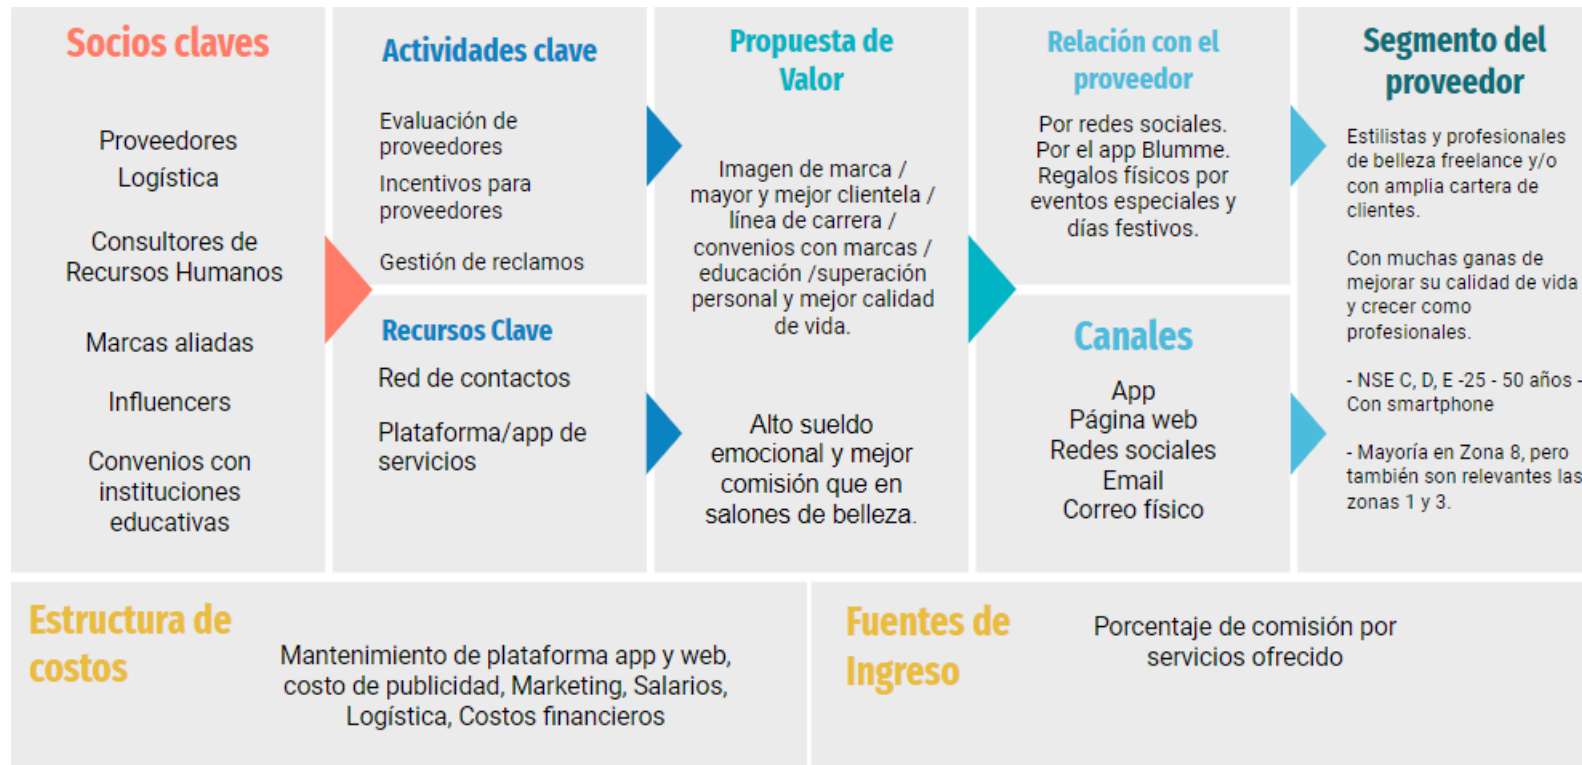 Socios claves
Proveedores
Logística
Consultores de
Recursos Humanos
Marcas aliadas
Influencers
Convenios con
instituciones
educativas
Actividades clave
Evaluación de
proveedores
Incentivos para
proveedores
Gestión de reclamos
Recursos Clave
Red de contactos
Plataforma/app de
servicios
Propuesta de
Valor
Imagen de marca /
mayor y mejor clientela /
línea de carrera /
convenios con marcas /
educación /superación
personal y mejor calidad
de vida.
Alto sueldo
emocional y mejor
comisión que en
salones de belleza.
Relación con el
proveedor
Por redes sociales.
Por el app Blumme.
Regalos físicos por
eventos especiales y
días festivos.
Canales
App
Página web
Redes sociales
Email
Correo físico
Segmento del
proveedor
Estilistas y profesionales
de belleza freelance y/o
con amplia cartera de
clientes.
Con muchas ganas de
mejorar su calidad de vida
y crecer como
profesionales.
- NSE C, D, E -25 - 50 años -
Con smartphone
- Mayoría en Zona 8, pero
también son relevantes las
zonas 1 y 3.
Estructura de
costos
Mantenimiento de plataforma app y web,
costo de publicidad, Marketing, Salarios,
Logística, Costos financieros
Fuentes de
Ingreso
Porcentaje de comisión por
servicios ofrecido